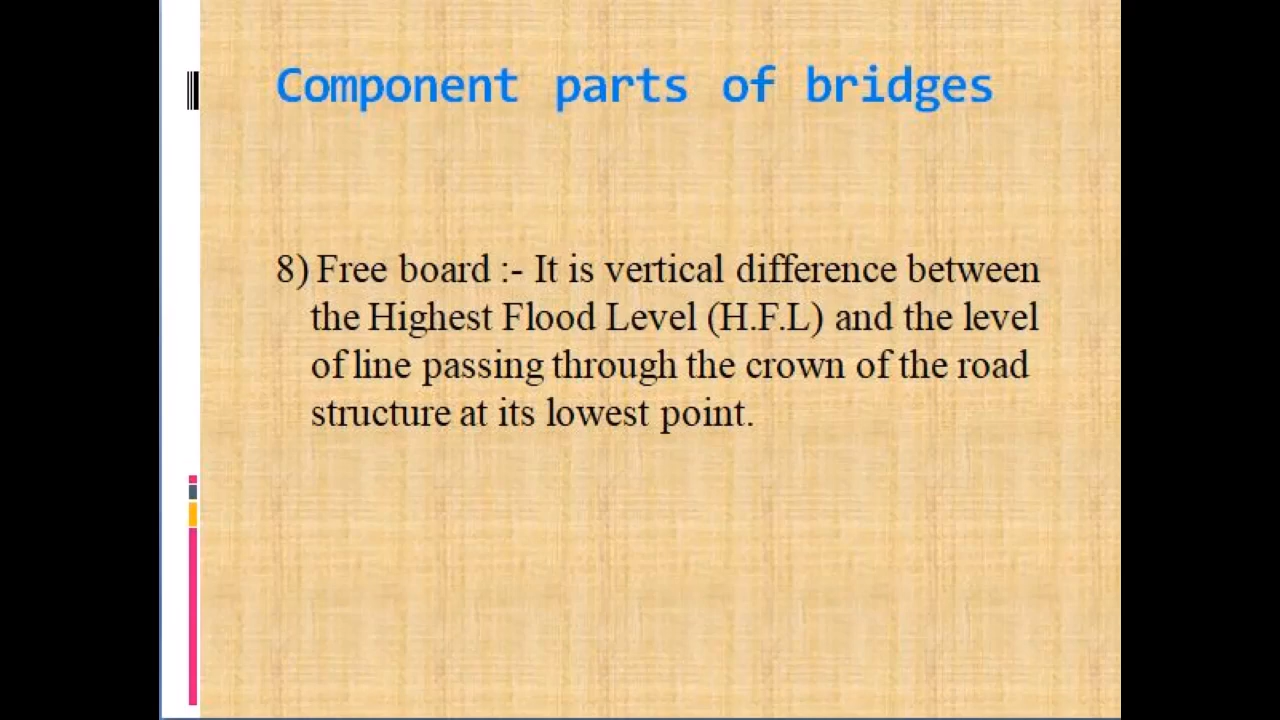 Component parts of bridges
8) Free board :- It is vertical difference between
the Highest Flood Level (H.F.L) and the level
of line passing through the crown of the road
structure at its lowest point.